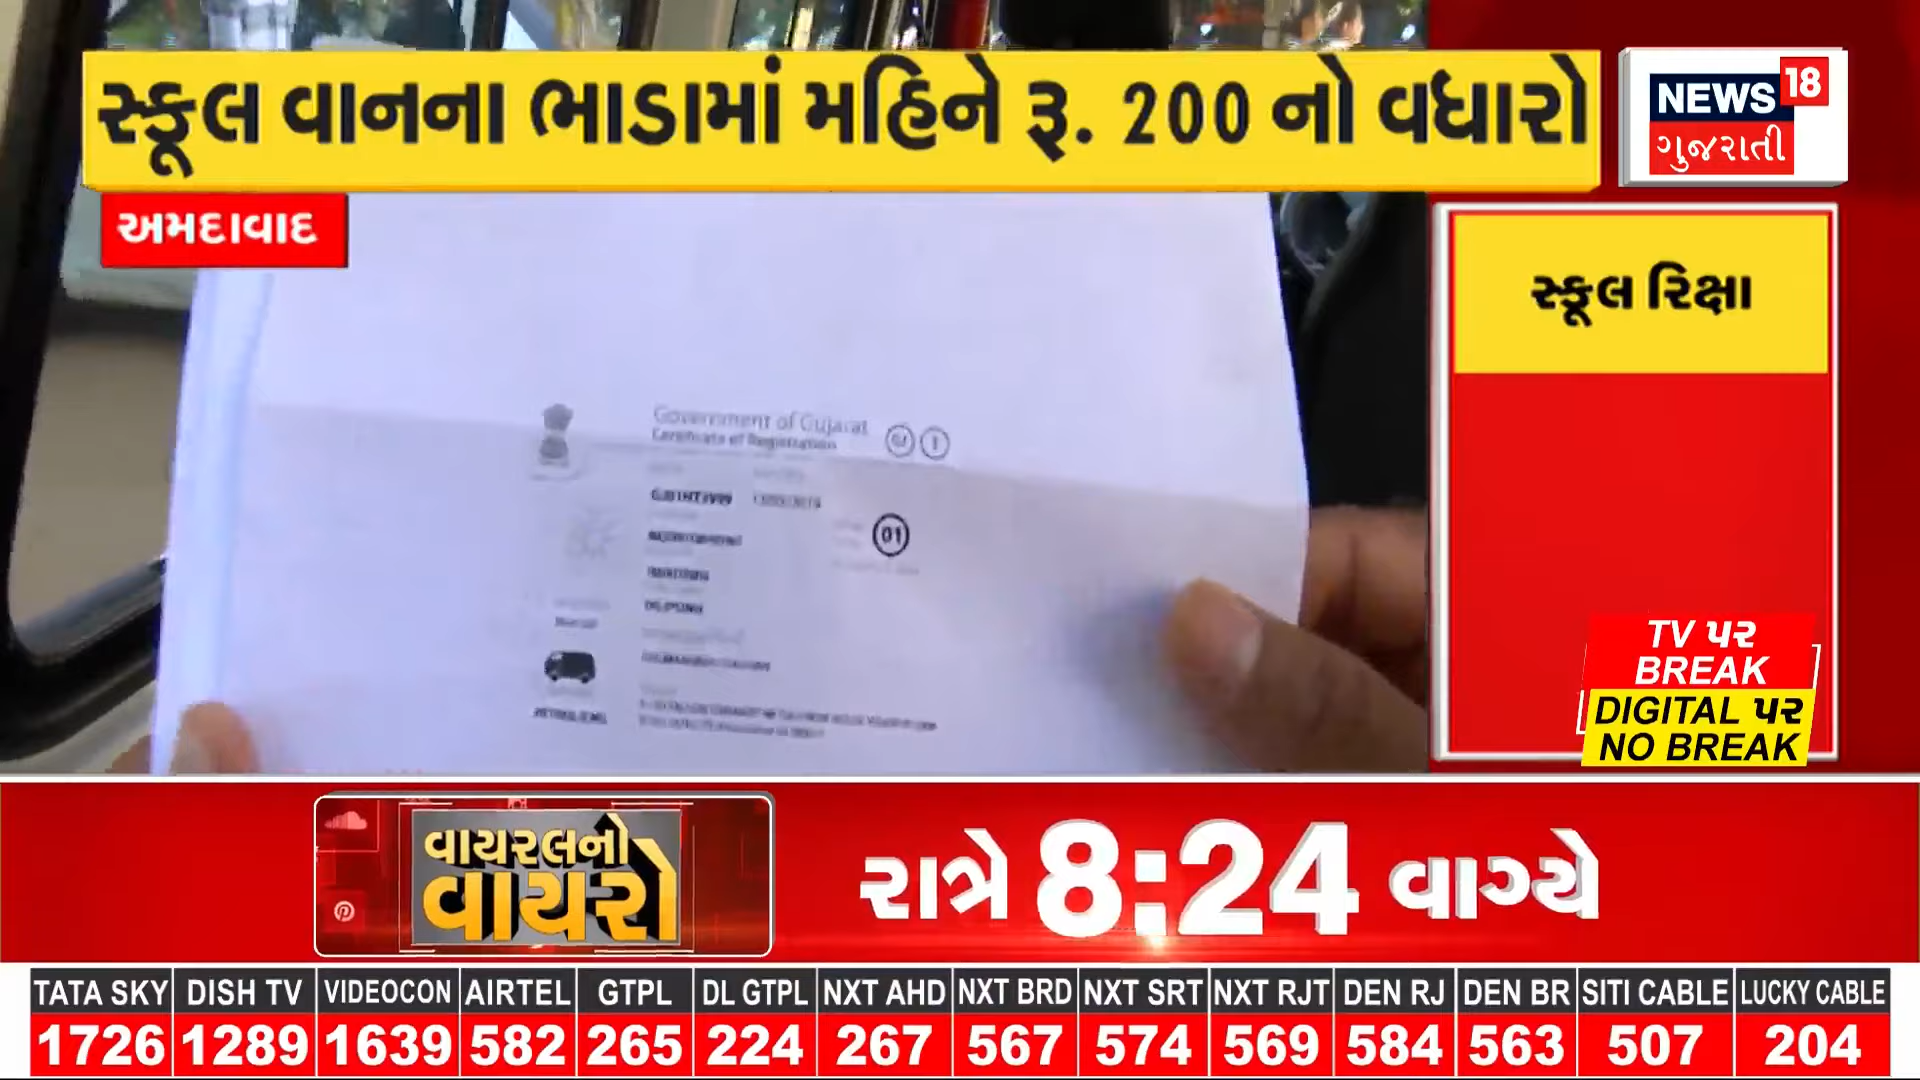 સ્કૂલ વાનના ભાડામાં મહિને રૂ. 200 નો વધારો
NEWS 18
ગુજરાતી
અમદાવાદ
સ્કૂલ રિક્ષા
Government of Gujarat
Certificate of Registration
01
TV પર
BREAK
DIGITAL પર
NO BREAK
વાયરલનો
વાયરો
રાત્રે 8:24 વાગ્યે
TATA SKY DISH TV VIDEOCON AIRTEL GTPL DL GTPL NXT AHD NXT BRD NXT SRT NXT RJT DEN RJ DEN BR SITI CABLE LUCKY CABLE
1726 1289 1639 582 265 224 267 567 574 569 584 563 507 204